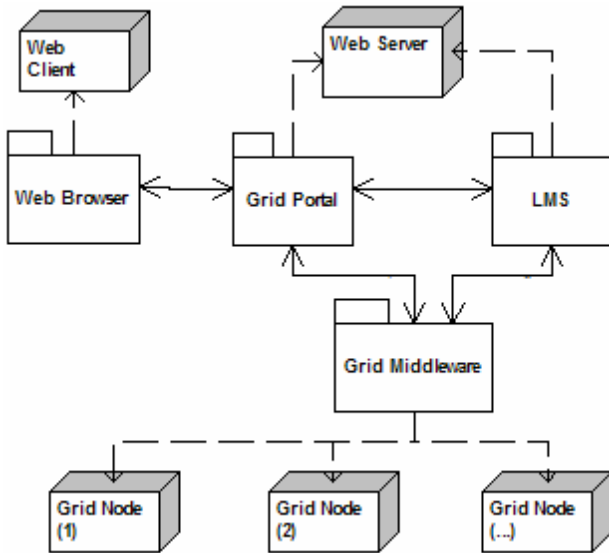 Web
Client
Web Server
Web Browser
Grid Portal
LMS
Grid Middleware
Grid Node
(1)
Grid Node
(2)
Grid Node
(...)